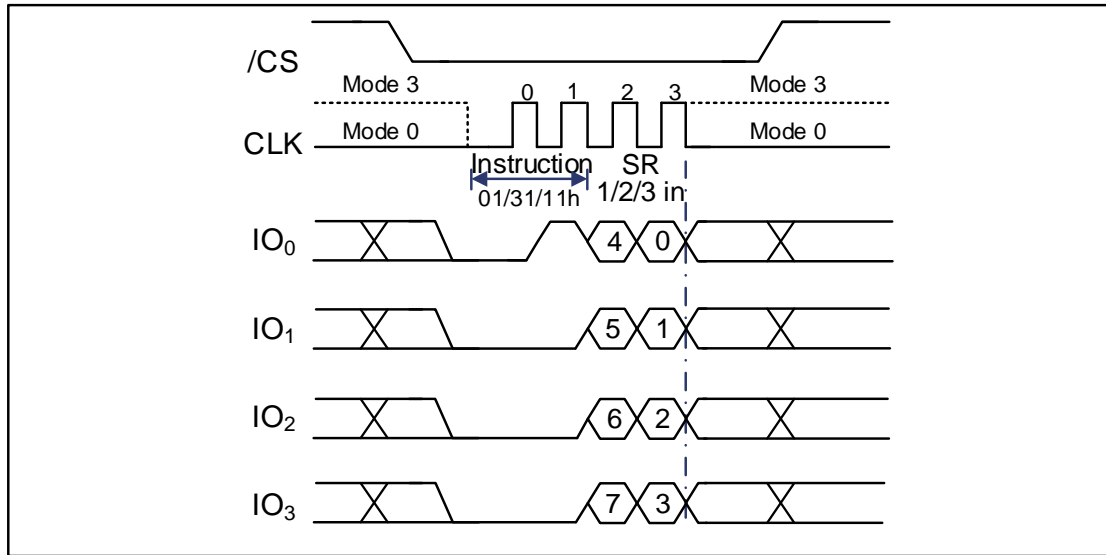 /CS
Mode 3 0 1 2 3 Mode 3
CLK Mode 0 Mode 0
Instruction SR
01/31/11h 1/2/3 in
IO0 4 0
IO1 5 1
IO2 6 2
IO3 7 3